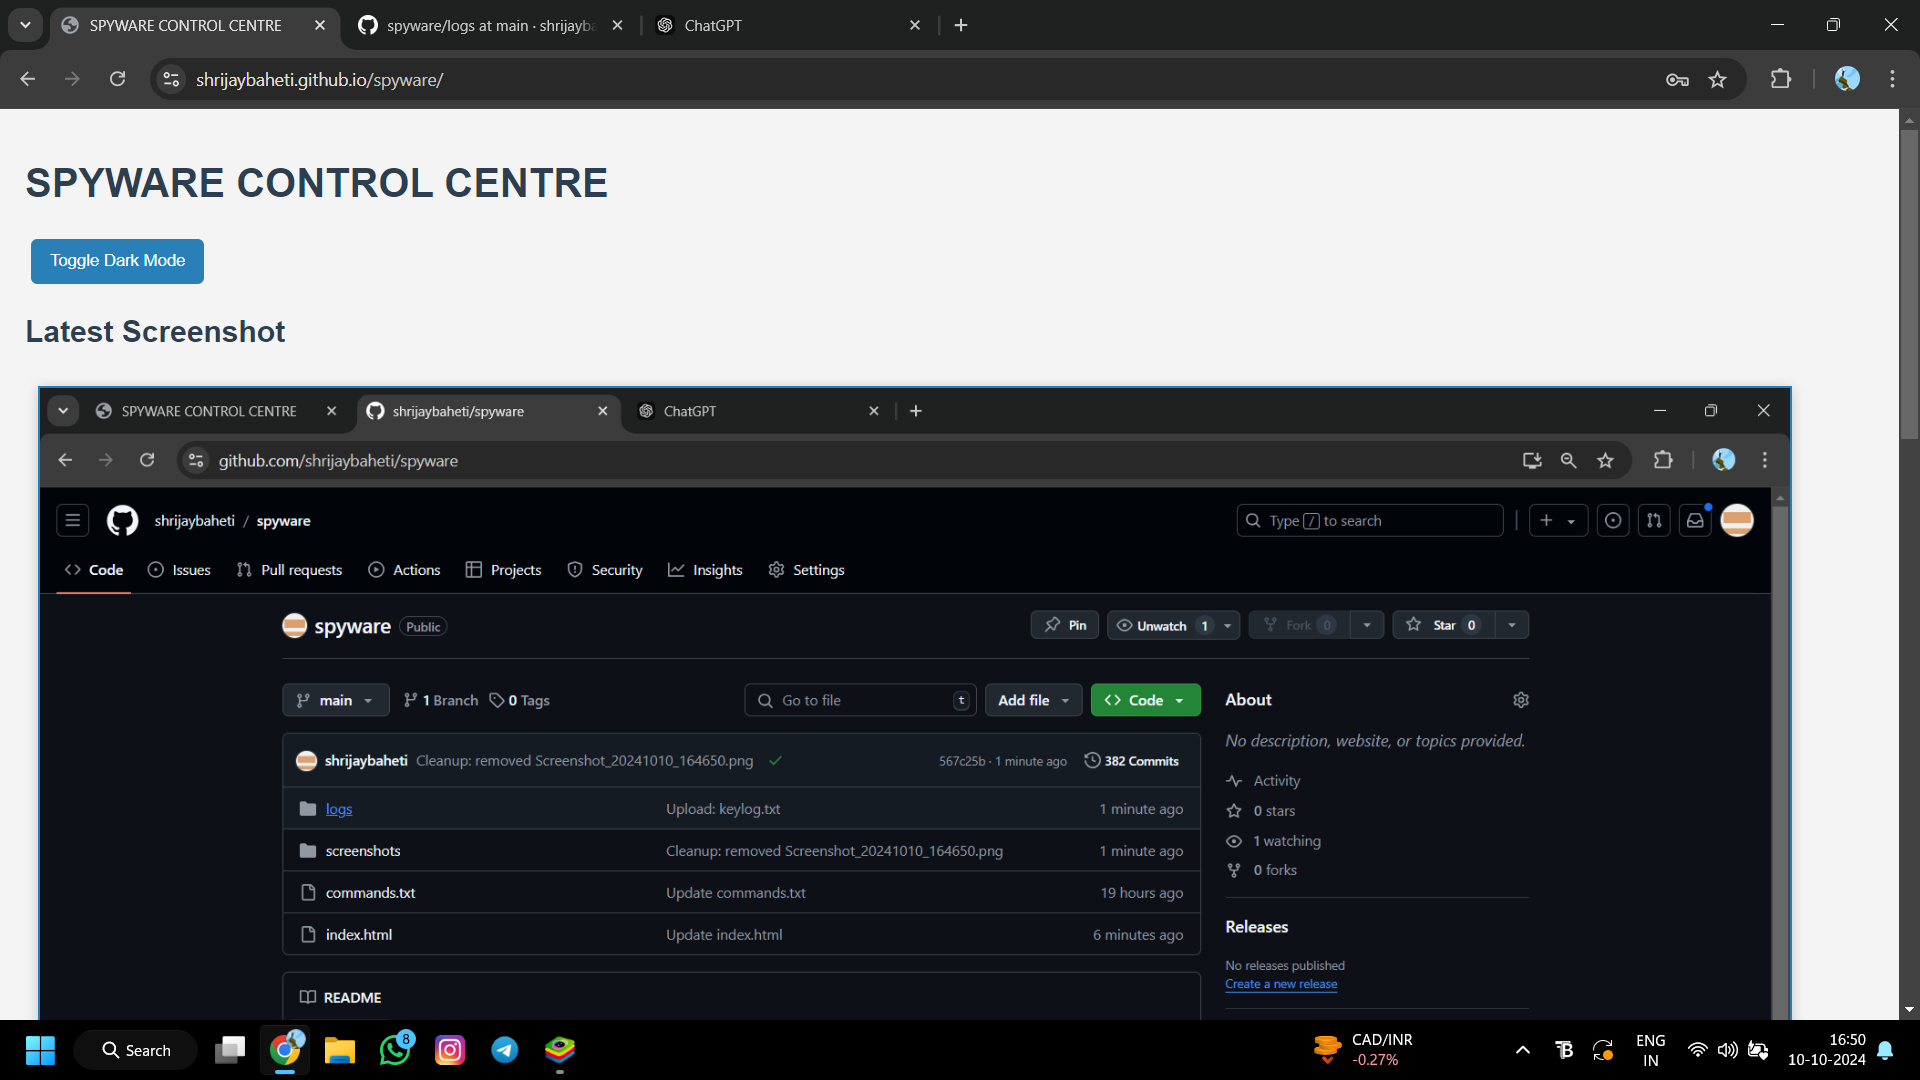 SPYWARE CONTROL CENTRE
spyware/logs at main · shrijayba
ChatGPT
shrijaybaheti.github.io/spyware/
SPYWARE CONTROL CENTRE
Toggle Dark Mode
Latest Screenshot
SPYWARE CONTROL CENTRE
shrijaybaheti/spyware
ChatGPT
github.com/shrijaybaheti/spyware
shrijaybaheti / spyware
Type / to search
Code
Issues
Pull requests
Actions
Projects
Security
Insights
Settings
spyware Public
Pin
Unwatch 1
Fork 0
Star 0
main
1 Branch
0 Tags
Go to file t
Add file
Code
shrijaybaheti Cleanup: removed Screenshot_20241010_164650.png
567c25b · 1 minute ago
382 Commits
logs
Upload: keylog.txt
1 minute ago
screenshots
Cleanup: removed Screenshot_20241010_164650.png
1 minute ago
commands.txt
Update commands.txt
19 hours ago
index.html
Update index.html
6 minutes ago
README
About
No description, website, or topics provided.
Activity
0 stars
1 watching
0 forks
Releases
No releases published
Create a new release
Search
8
CAD/INR
-0.27%
ENG
IN
16:50
10-10-2024